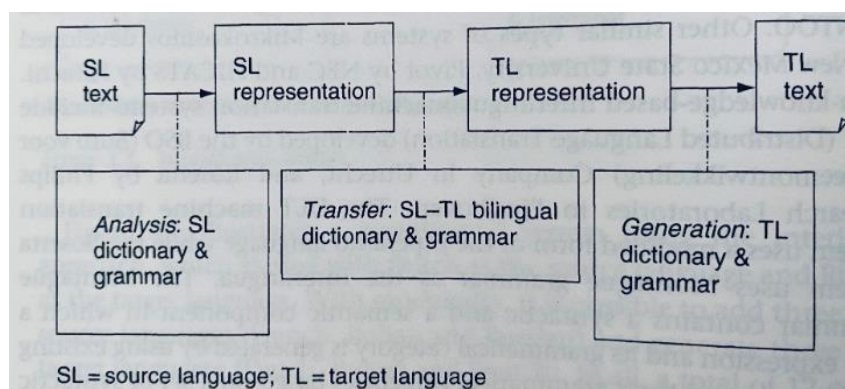 SL
text
SL
representation
TL
representation
TL
text
Analysis: SL
dictionary &
grammar
Transfer: SL–TL bilingual
dictionary & grammar
Generation: TL
dictionary &
grammar
SL = source language; TL = target language